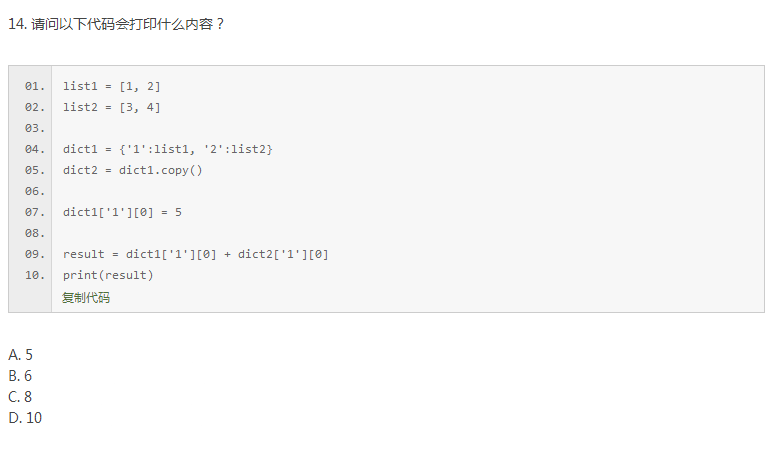 14. 请问以下代码会打印什么内容？
01. list1 = [1, 2]
02. list2 = [3, 4]
03.
04. dict1 = {'1':list1, '2':list2}
05. dict2 = dict1.copy()
06.
07. dict1['1'][0] = 5
08.
09. result = dict1['1'][0] + dict2['1'][0]
10. print(result)
复制代码
A. 5
B. 6
C. 8
D. 10